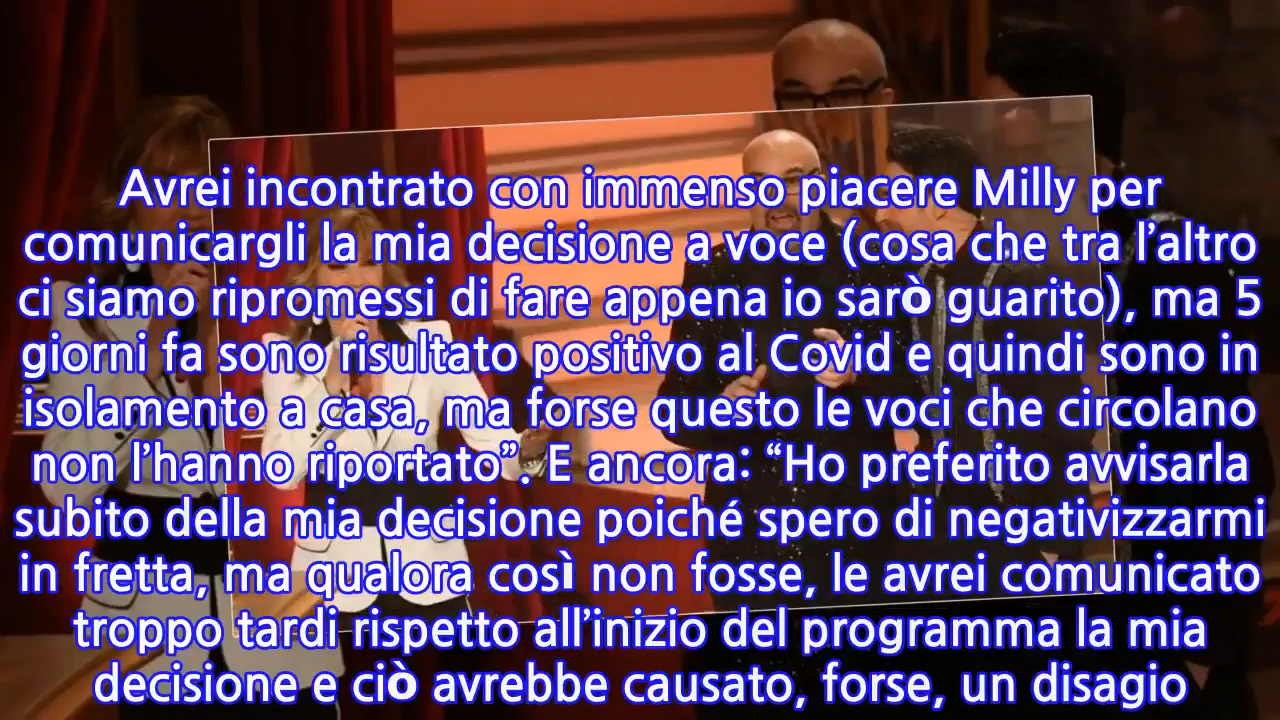 Avrei incontrato con immenso piacere Milly per
comunicargli la mia decisione a voce (cosa che tra l’altro
ci siamo ripromessi di fare appena io sarò guarito), ma 5
giorni fa sono risultato positivo al Covid e quindi sono in
isolamento a casa, ma forse questo le voci che circolano
non l’hanno riportato”. E ancora: “Ho preferito avvisarla
subito della mia decisione poiché spero di negativizzarmi
in fretta, ma qualora così non fosse, le avrei comunicato
troppo tardi rispetto all’inizio del programma la mia
decisione e ciò avrebbe causato, forse, un disagio